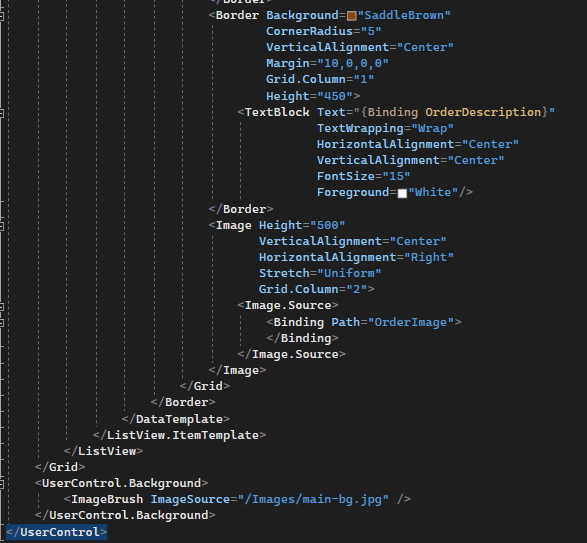 </Border>
<Border Background="SaddleBrown"
CornerRadius="5"
VerticalAlignment="Center"
Margin="10,0,0,0"
Grid.Column="1"
Height="450">
<TextBlock Text="{Binding OrderDescription}"
TextWrapping="Wrap"
HorizontalAlignment="Center"
VerticalAlignment="Center"
FontSize="15"
Foreground="White"/>
</Border>
<Image Height="500"
VerticalAlignment="Center"
HorizontalAlignment="Right"
Stretch="Uniform"
Grid.Column="2">
<Image.Source>
<Binding Path="OrderImage">
</Binding>
</Image.Source>
</Image>
</Grid>
</Border>
</DataTemplate>
</ListView.ItemTemplate>
</ListView>
</Grid>
<UserControl.Background>
<ImageBrush ImageSource="/Images/main-bg.jpg" />
</UserControl.Background>
</UserControl>